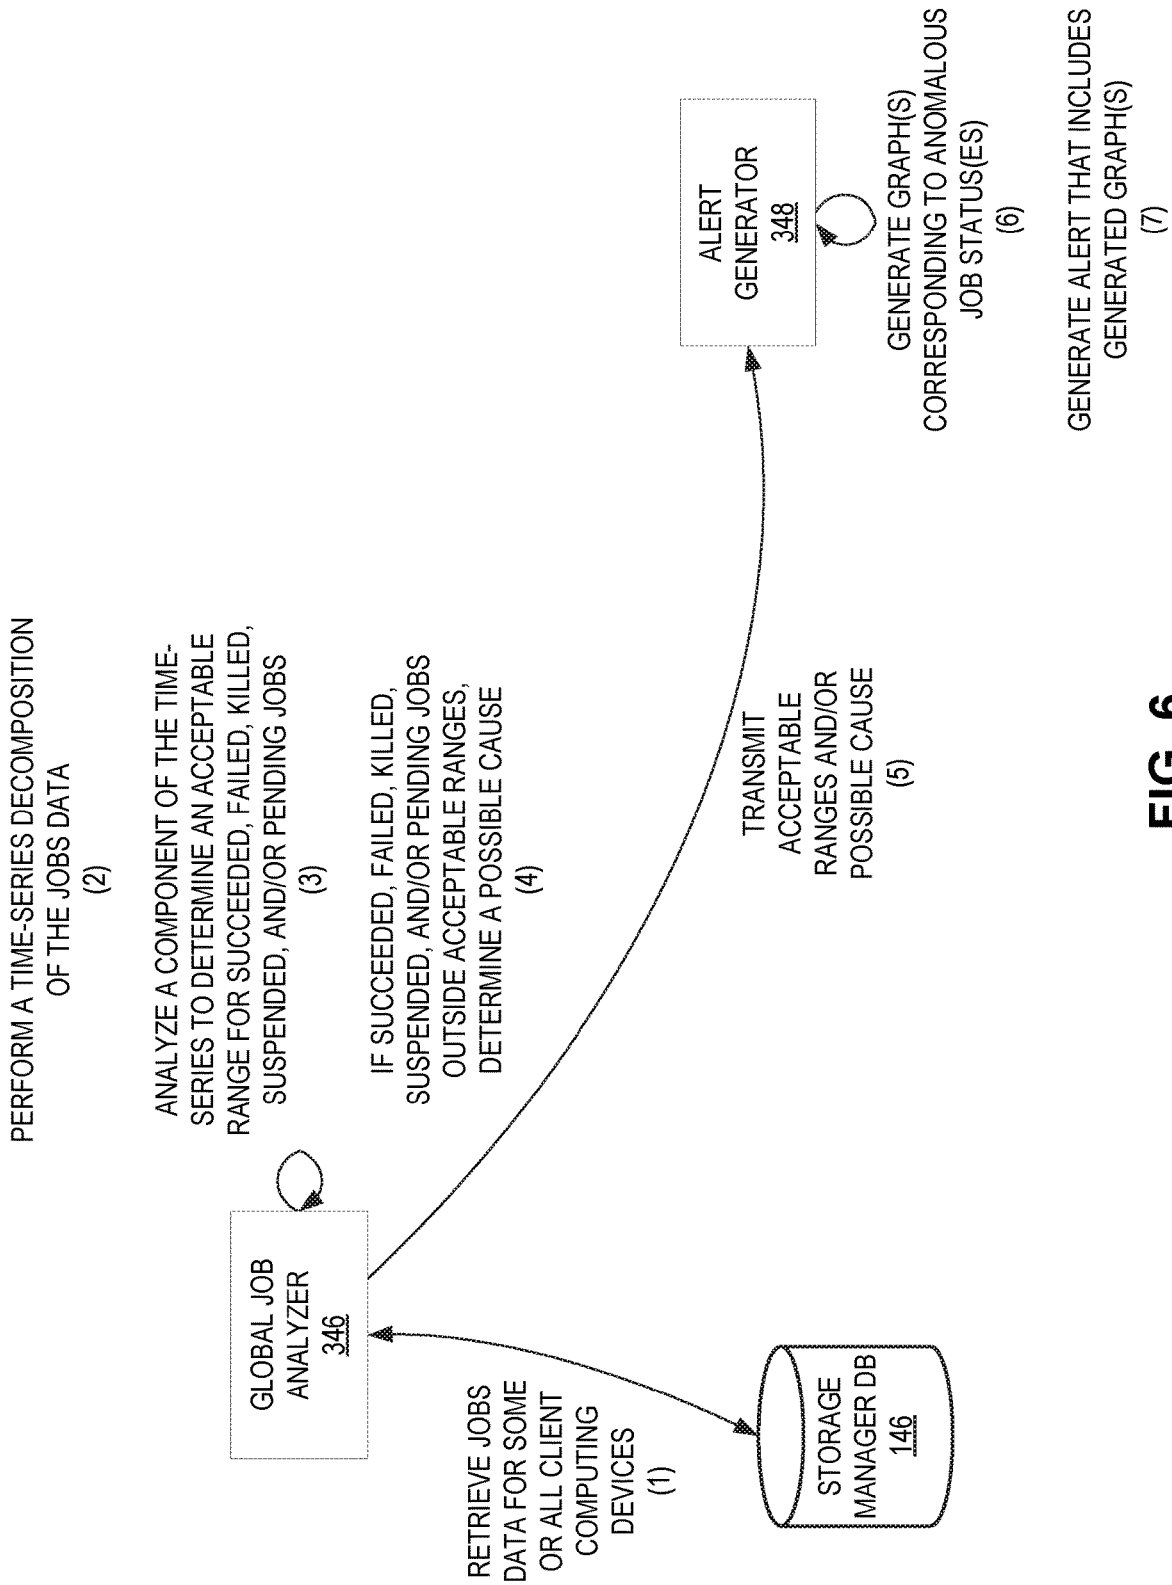 PERFORM A TIME-SERIES DECOMPOSITION
OF THE JOBS DATA
(2)
ANALYZE A COMPONENT OF THE TIME-
SERIES TO DETERMINE AN ACCEPTABLE
RANGE FOR SUCCEEDED, FAILED, KILLED,
SUSPENDED, AND/OR PENDING JOBS
(3)
IF SUCCEEDED, FAILED, KILLED,
SUSPENDED, AND/OR PENDING JOBS
OUTSIDE ACCEPTABLE RANGES,
DETERMINE A POSSIBLE CAUSE
(4)
GLOBAL JOB
ANALYZER
346
RETRIEVE JOBS
DATA FOR SOME
OR ALL CLIENT
COMPUTING
DEVICES
(1)
STORAGE
MANAGER DB
146
TRANSMIT
ACCEPTABLE
RANGES AND/OR
POSSIBLE CAUSE
(5)
ALERT
GENERATOR
348
GENERATE GRAPH(S)
CORRESPONDING TO ANOMALOUS
JOB STATUS(ES)
(6)
GENERATE ALERT THAT INCLUDES
GENERATED GRAPH(S)
(7)
FIG. 6